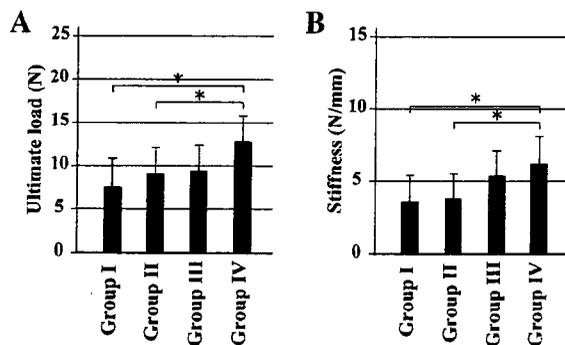 A
Ultimate load (N)
25
20
15
10
5
0
*
*
Group I
Group II
Group III
Group IV
B
Stiffness (N/mm)
15
10
5
0
*
*
Group I
Group II
Group III
Group IV